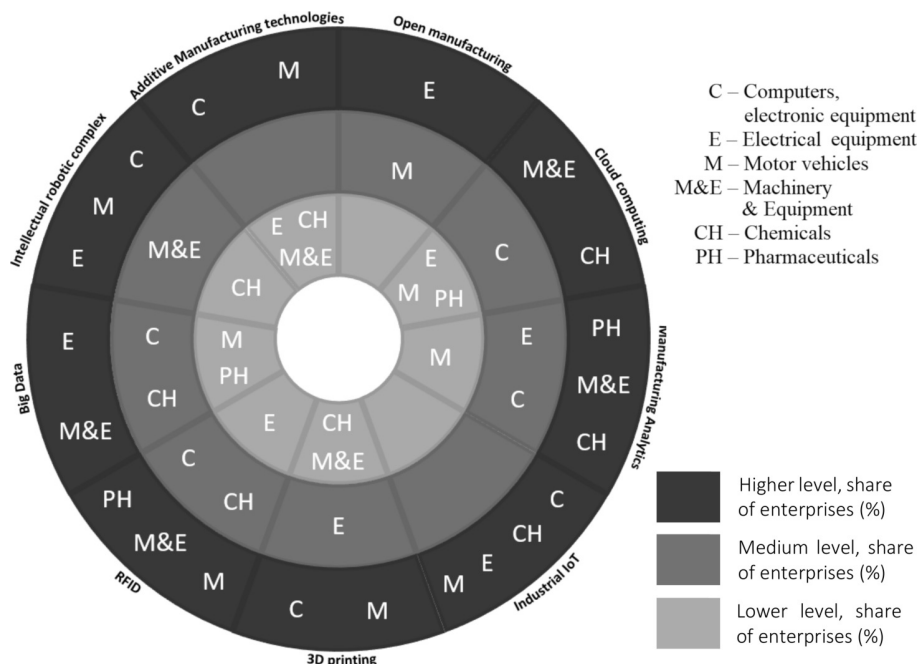 Additive Manufacturing technologies
Open manufacturing
Cloud computing
Manufacturing Analytics
Industrial IoT
3D printing
RFID
Big Data
Intellectual robotic complex
C
M
E
M&E
CH
PH
M&E
CH
C
CH
E
M
M
C
M
M&E
PH
M&E
E
E
M
C
M
C
E
C
E
CH
C
CH
C
M&E
E
M
PH
M
CH
M&E
E
PH
M
CH
E
CH
M&E
C – Computers,
electronic equipment
E – Electrical equipment
M – Motor vehicles
M&E – Machinery
& Equipment
CH – Chemicals
PH – Pharmaceuticals
Higher level, share
of enterprises (%)
Medium level, share
of enterprises (%)
Lower level, share
of enterprises (%)